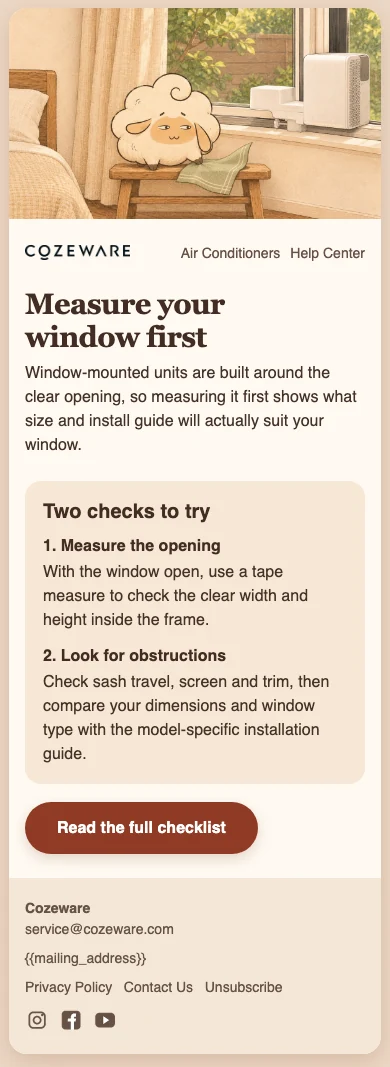 COZEWARE
Air Conditioners Help Center
Measure your
window first
Window-mounted units are built around the
clear opening, so measuring it first shows what
size and install guide will actually suit your
window.
Two checks to try
1. Measure the opening
With the window open, use a tape
measure to check the clear width and
height inside the frame.
2. Look for obstructions
Check sash travel, screen and trim, then
compare your dimensions and window
type with the model-specific installation
guide.
Read the full checklist
Cozeware
service@cozeware.com
{{mailing_address}}
Privacy Policy Contact Us Unsubscribe